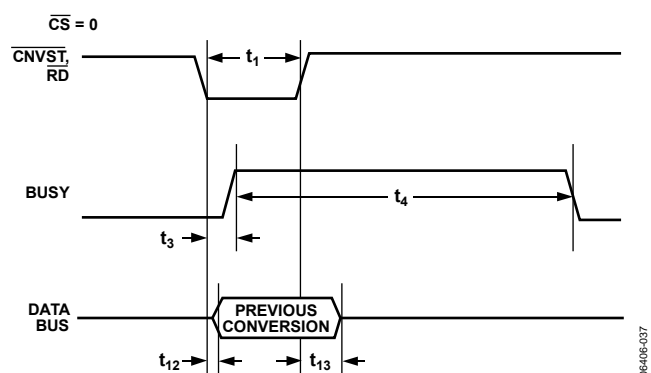 CS = 0
CNVST,
RD
t1
BUSY
t4
t3
DATA
BUS
PREVIOUS
CONVERSION
t12
t13
06406-037